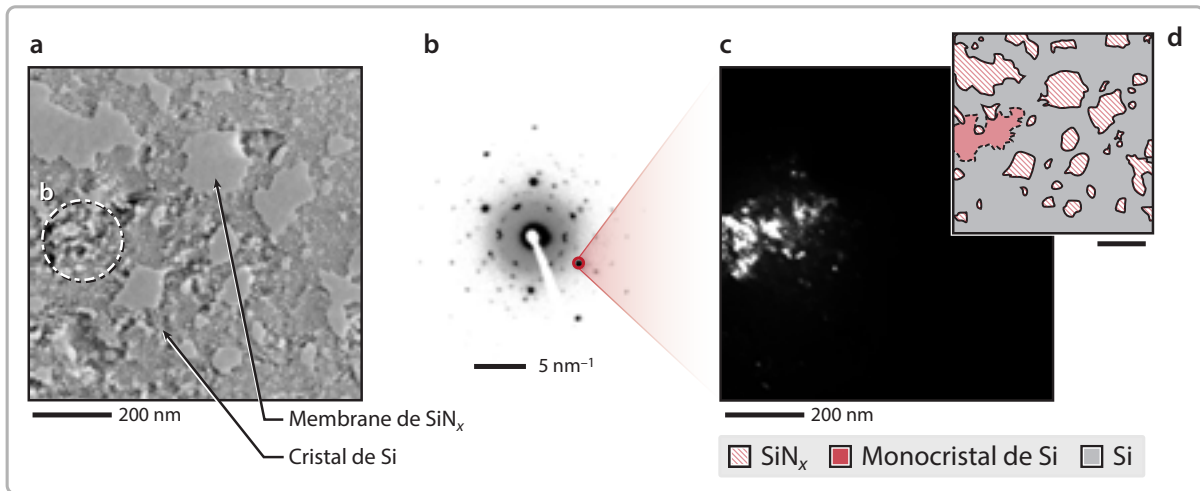 a
b
c
d
b
200 nm
Membrane de SiNₓ
Cristal de Si
5 nm⁻¹
200 nm
SiNₓ Monocristal de Si Si